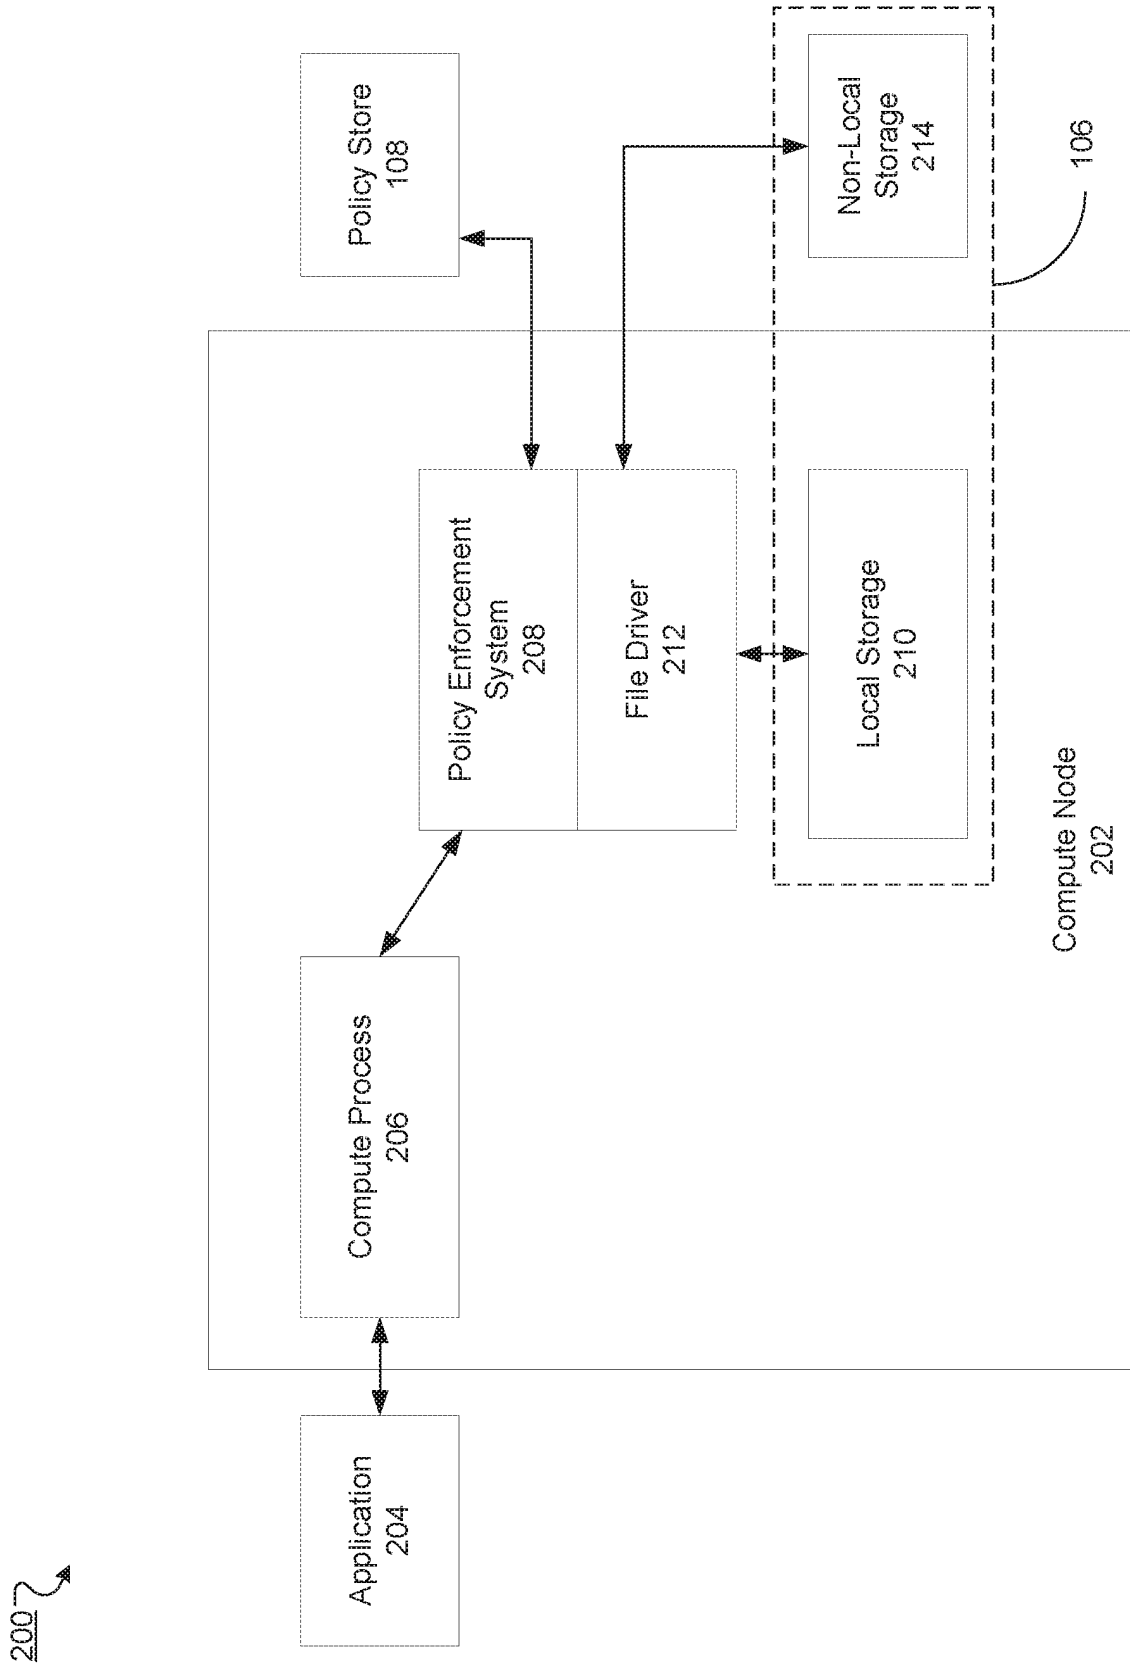 200
Application
204
Compute Process
206
Policy Enforcement
System
208
File Driver
212
Policy Store
108
Local Storage
210
Non-Local
Storage
214
106
Compute Node
202